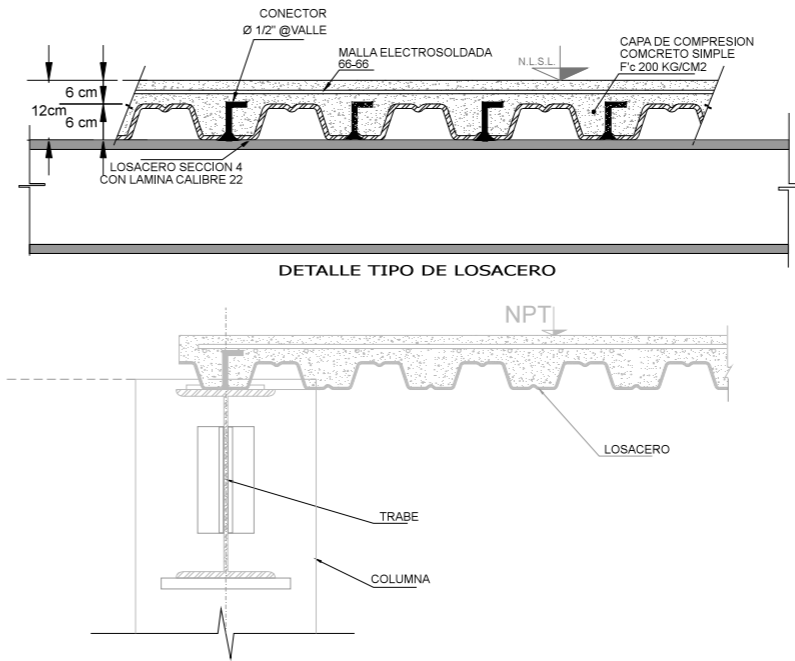 CONECTOR
Ø 1/2" @VALLE
MALLA ELECTROSOLDADA
66-66
N.L.S.L.
CAPA DE COMPRESION
COMCRETO SIMPLE
F'c 200 KG/CM2
6 cm
12cm
6 cm
LOSACERO SECCION 4
CON LAMINA CALIBRE 22
DETALLE TIPO DE LOSACERO
NPT
LOSACERO
TRABE
COLUMNA